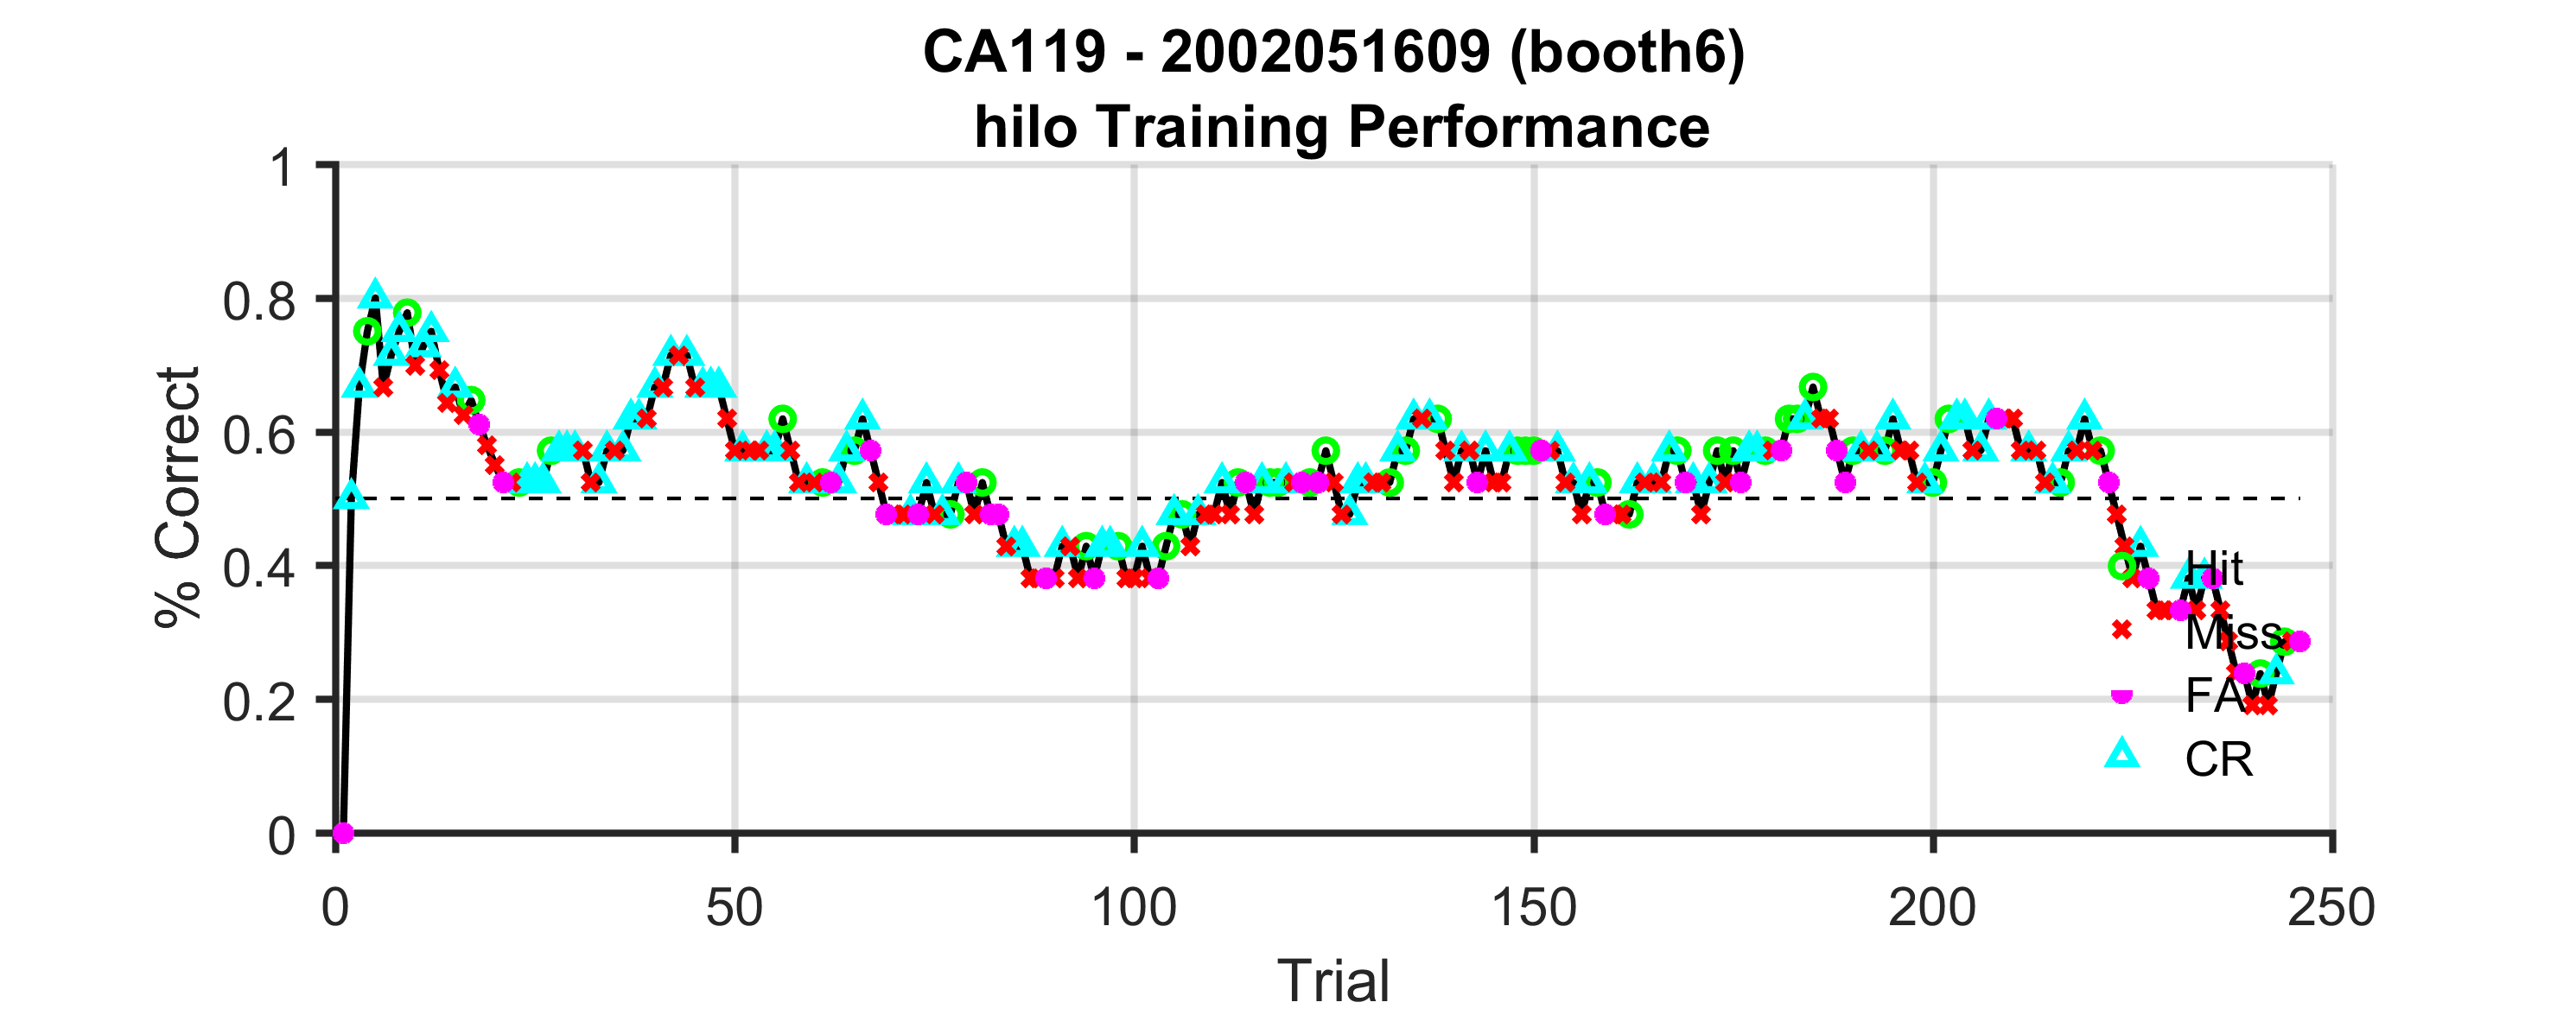 CA119 - 2002051609 (booth6)
hilo Training Performance
% Correct
1
0.8
0.6
0.4
0.2
0
Hit
Miss
FA
CR
0 50 100 150 200 250
Trial